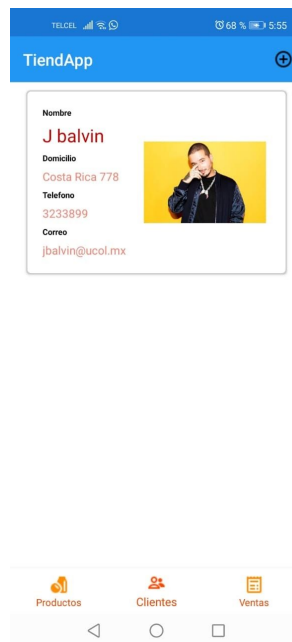 TELCEL 68 % 5:55
TiendApp
Nombre
J balvin
Domicilio
Costa Rica 778
Telefono
3233899
Correo
jbalvin@ucol.mx
Productos Clientes Ventas